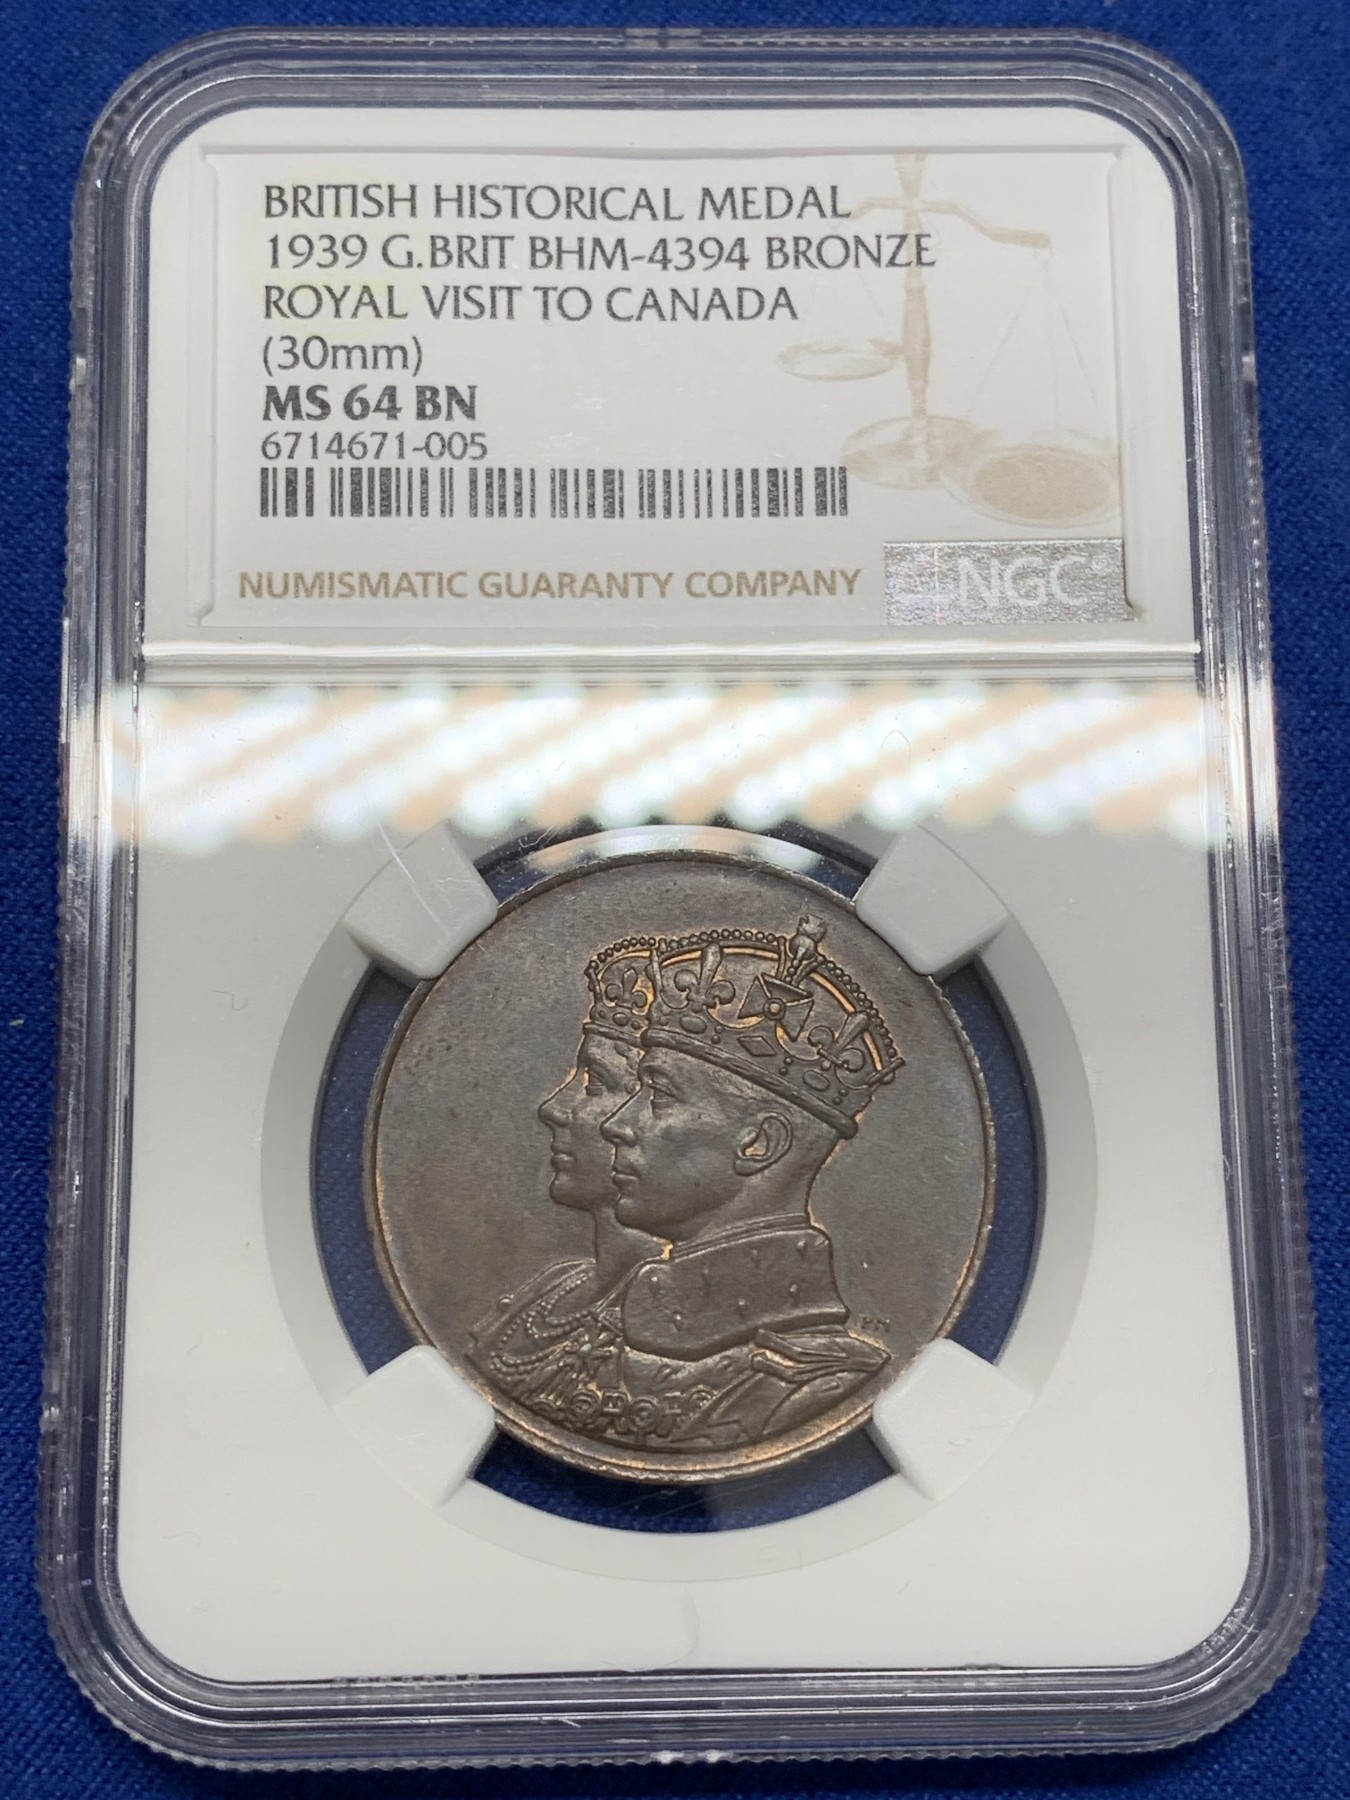 BRITISH HISTORICAL MEDAL
1939 G.BRIT BHM-4394 BRONZE
ROYAL VISIT TO CANADA
(30mm)
MS 64 BN
6714671-005
NUMISMATIC GUARANTY COMPANY
NGC®
PM